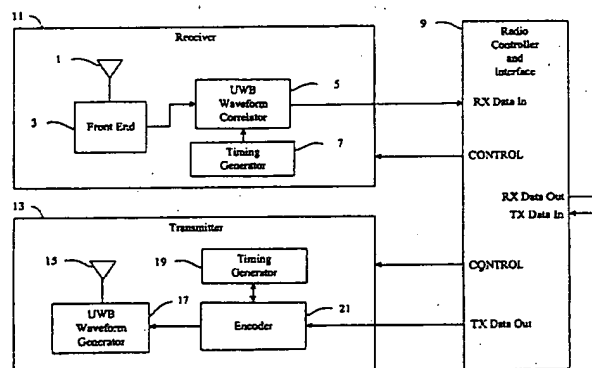 11
Receiver
1
3
Front End
UWB
Waveform
Correlator
5
Timing
Generator
7
9
Radio
Controller
and
Interface
RX Data In
CONTROL
RX Data Out
TX Data In
13
Transmitter
15
19
Timing
Generator
UWB
Waveform
Generator
17
Encoder
21
CONTROL
TX Data Out